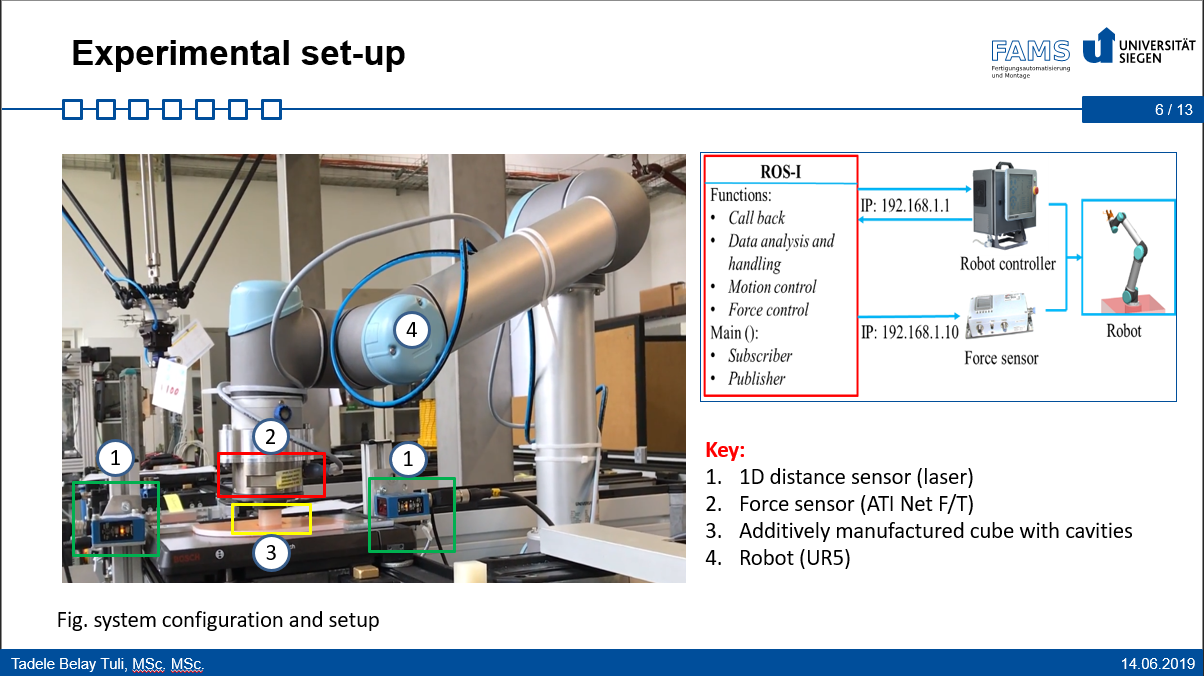 Experimental set-up
FAMS
Fertigungsautomatisierung
und Montage
UNIVERSITÄT
SIEGEN
6 / 13
1
2
1
3
4
BOSCH
ROS-I
Functions:
• Call back
• Data analysis and
handling
• Motion control
• Force control
Main ():
• Subscriber
• Publisher
IP: 192.168.1.1
Robot controller
IP: 192.168.1.10
Force sensor
Robot
Key:
1. 1D distance sensor (laser)
2. Force sensor (ATI Net F/T)
3. Additively manufactured cube with cavities
4. Robot (UR5)
Fig. system configuration and setup
Tadele Belay Tuli, MSc. MSc.
14.06.2019